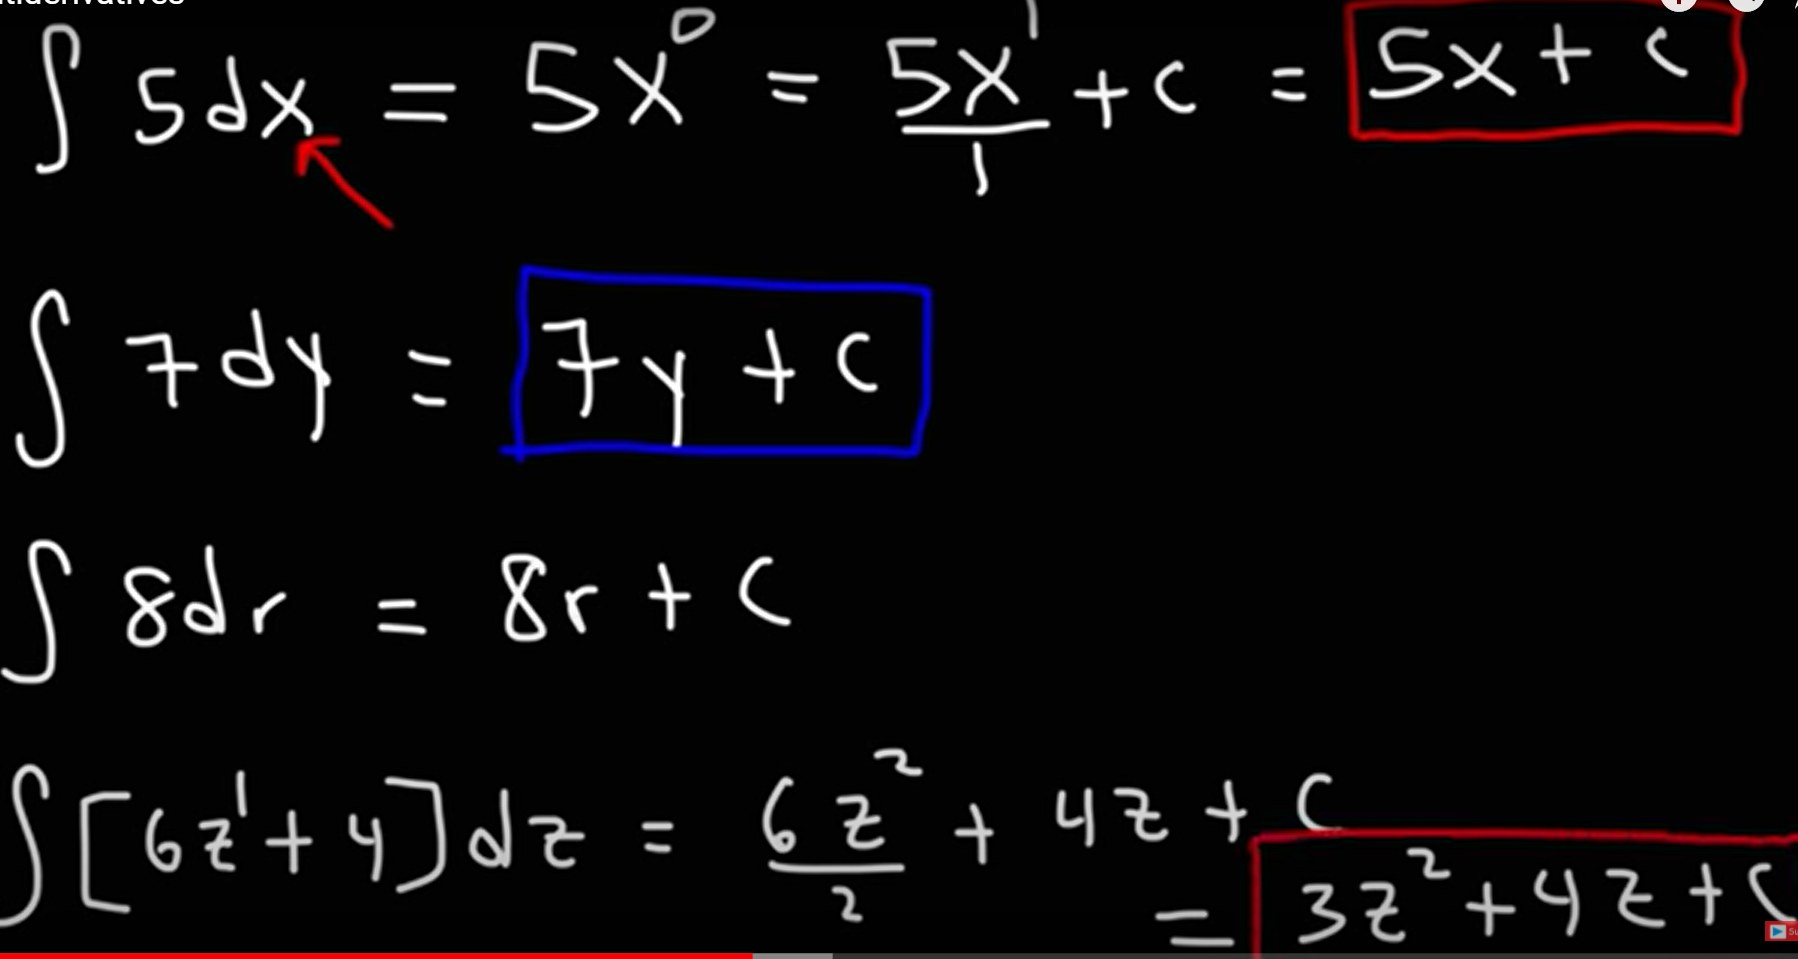 ∫ 5dx = 5x⁰ = 5x¹/1 + c = 5x + c
∫ 7dy = 7y + c
∫ 8dr = 8r + c
∫ [6z¹ + 4] dz = 6z²/2 + 4z + c
= 3z² + 4z + c